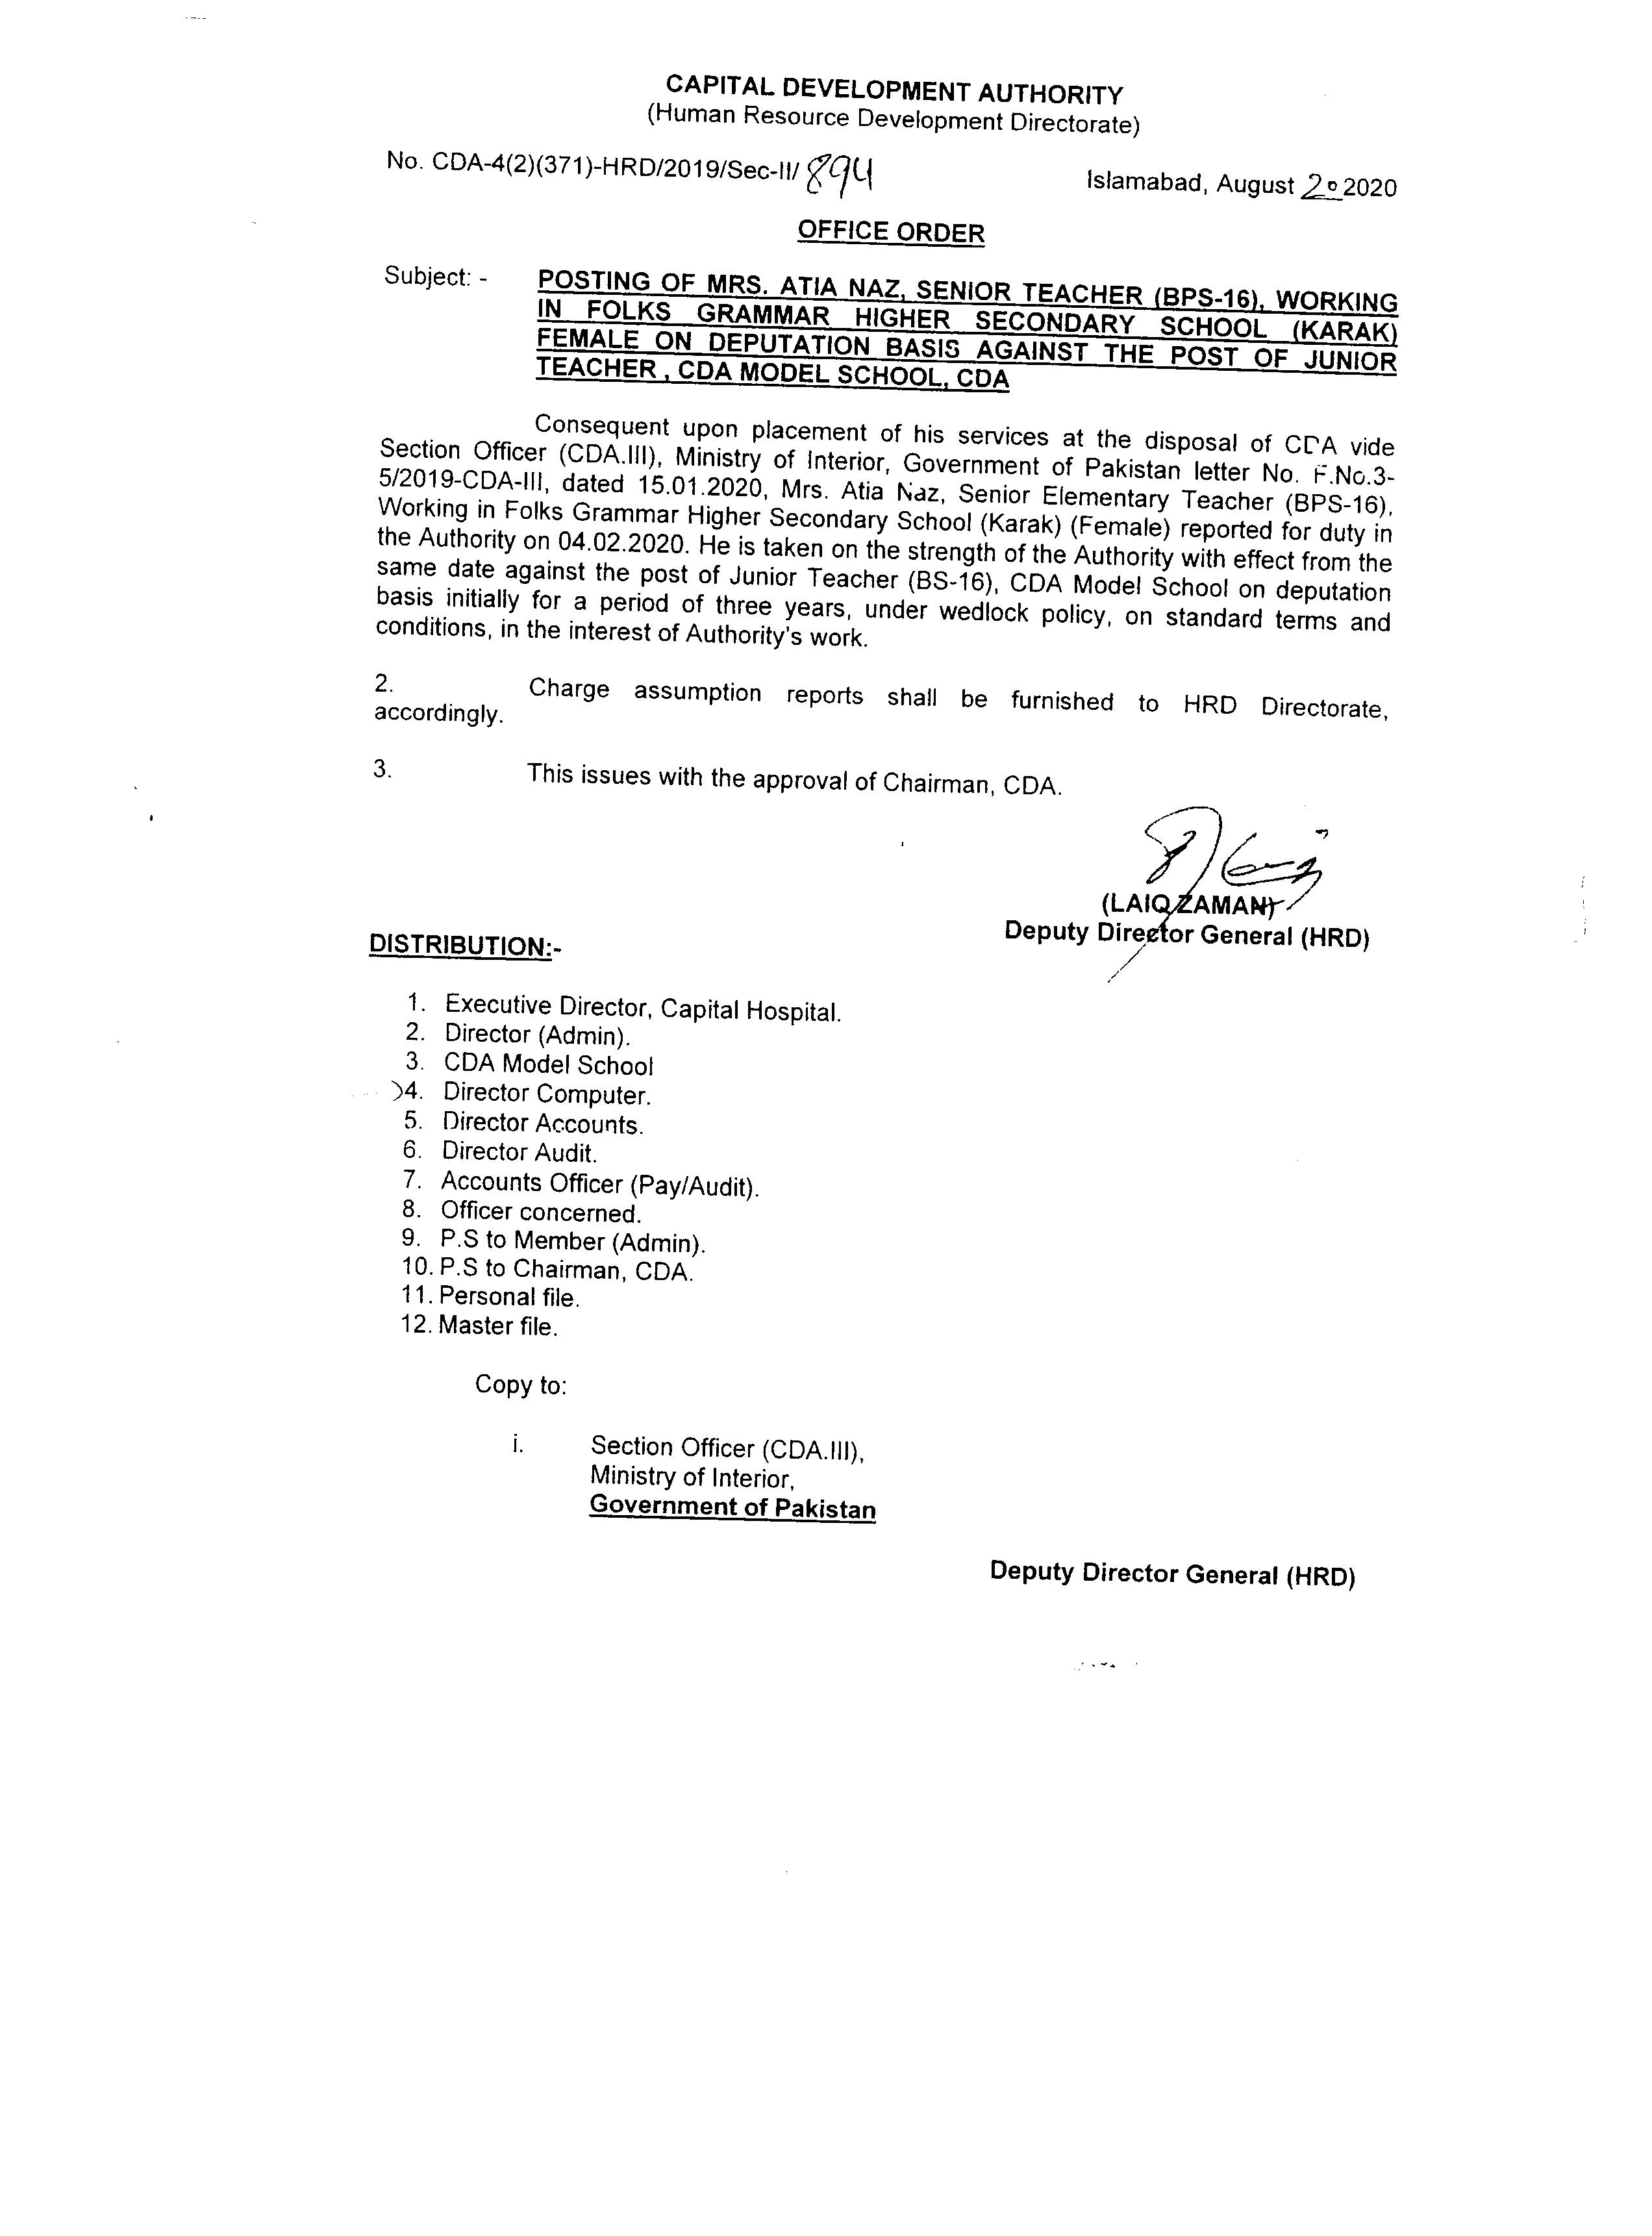 CAPITAL DEVELOPMENT AUTHORITY
(Human Resource Development Directorate)
No. CDA-4(2)(371)-HRD/2019/Sec-II/ 894
Islamabad, August 20 2020
OFFICE ORDER
Subject: - POSTING OF MRS. ATIA NAZ, SENIOR TEACHER (BPS-16), WORKING
IN FOLKS GRAMMAR HIGHER SECONDARY SCHOOL (KARAK)
FEMALE ON DEPUTATION BASIS AGAINST THE POST OF JUNIOR
TEACHER , CDA MODEL SCHOOL, CDA
Consequent upon placement of his services at the disposal of CDA vide
Section Officer (CDA.III), Ministry of Interior, Government of Pakistan letter No. F.No.3-
5/2019-CDA-III, dated 15.01.2020, Mrs. Atia Naz, Senior Elementary Teacher (BPS-16),
Working in Folks Grammar Higher Secondary School (Karak) (Female) reported for duty in
the Authority on 04.02.2020. He is taken on the strength of the Authority with effect from the
same date against the post of Junior Teacher (BS-16), CDA Model School on deputation
basis initially for a period of three years, under wedlock policy, on standard terms and
conditions, in the interest of Authority's work.
2. Charge assumption reports shall be furnished to HRD Directorate,
accordingly.
3. This issues with the approval of Chairman, CDA.
(LAIQ ZAMAN)
Deputy Director General (HRD)
DISTRIBUTION:-
1. Executive Director, Capital Hospital.
2. Director (Admin).
3. CDA Model School
4. Director Computer.
5. Director Accounts.
6. Director Audit.
7. Accounts Officer (Pay/Audit).
8. Officer concerned.
9. P.S to Member (Admin).
10. P.S to Chairman, CDA.
11. Personal file.
12. Master file.
Copy to:
i. Section Officer (CDA.III),
Ministry of Interior,
Government of Pakistan
Deputy Director General (HRD)